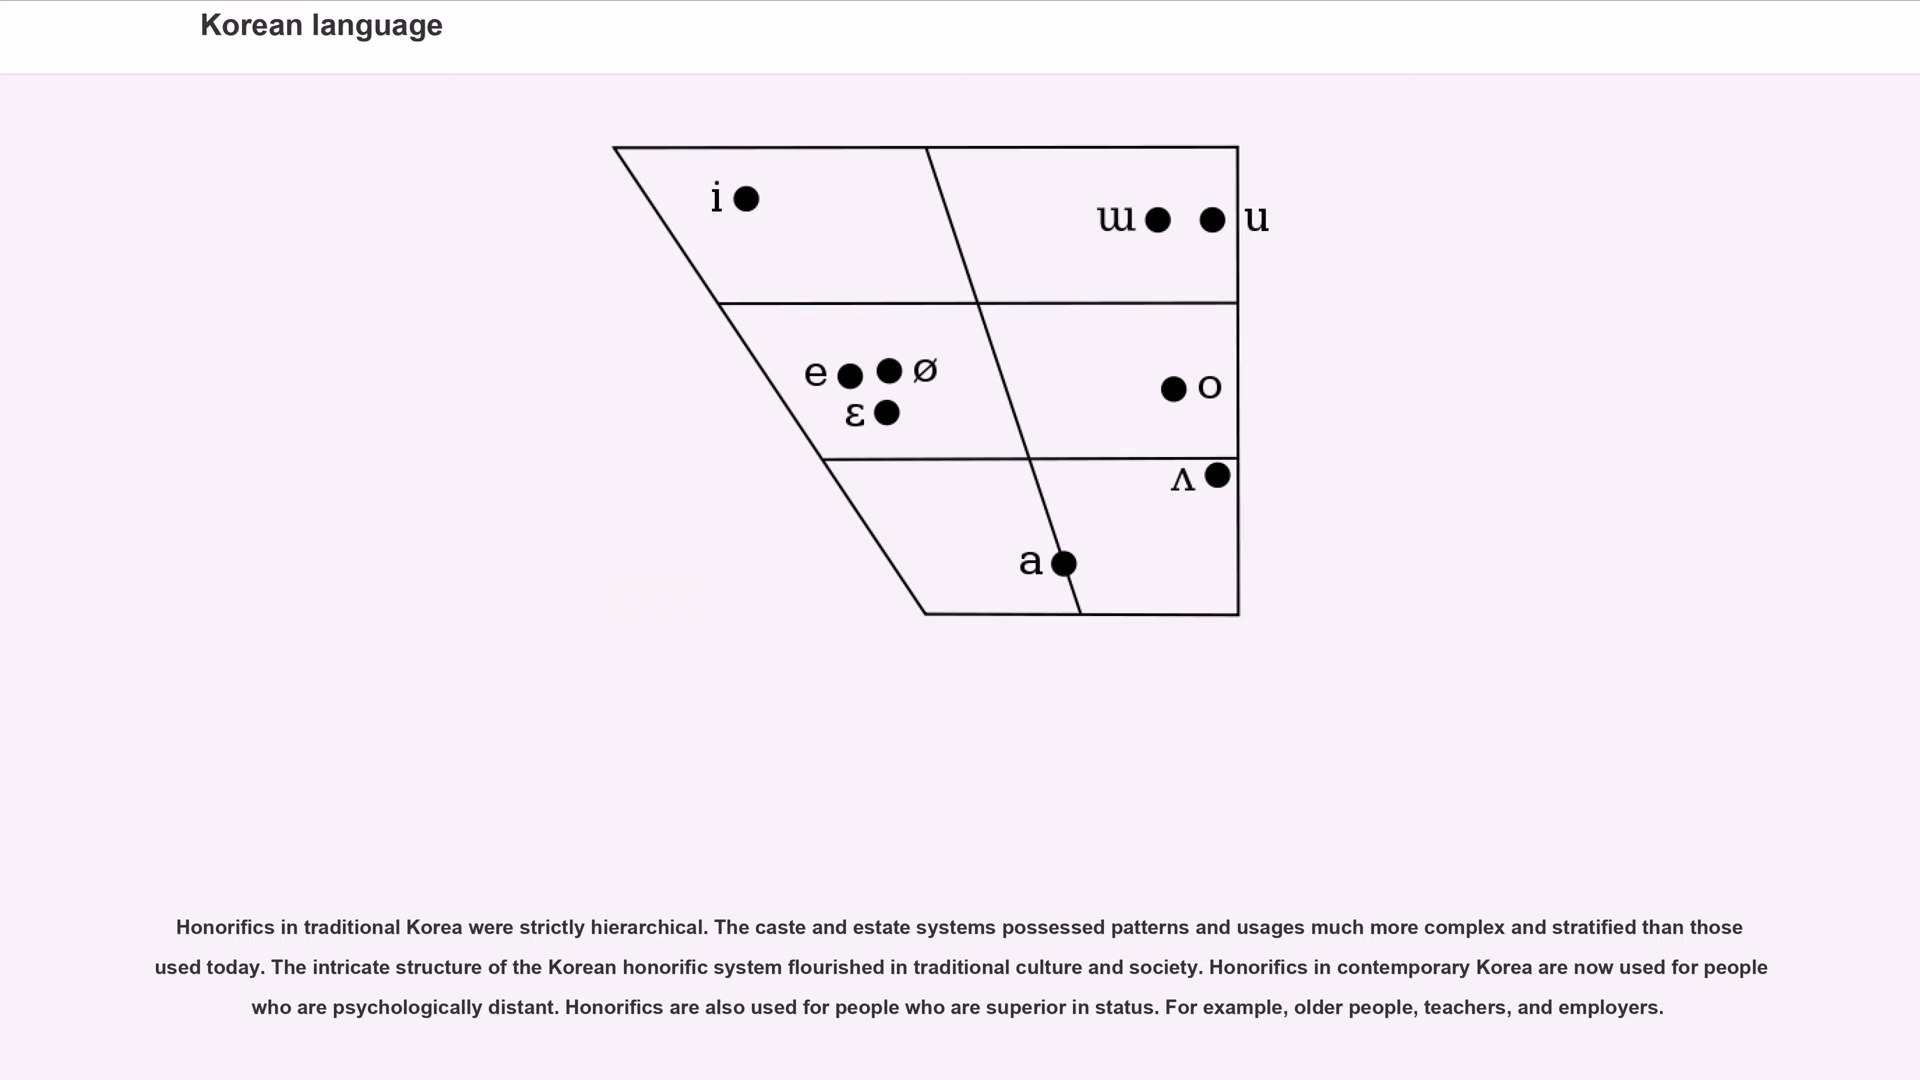 Korean language
i
ɯ u
e ø
ɛ
o
ʌ
a
Honorifics in traditional Korea were strictly hierarchical. The caste and estate systems possessed patterns and usages much more complex and stratified than those
used today. The intricate structure of the Korean honorific system flourished in traditional culture and society. Honorifics in contemporary Korea are now used for people
who are psychologically distant. Honorifics are also used for people who are superior in status. For example, older people, teachers, and employers.